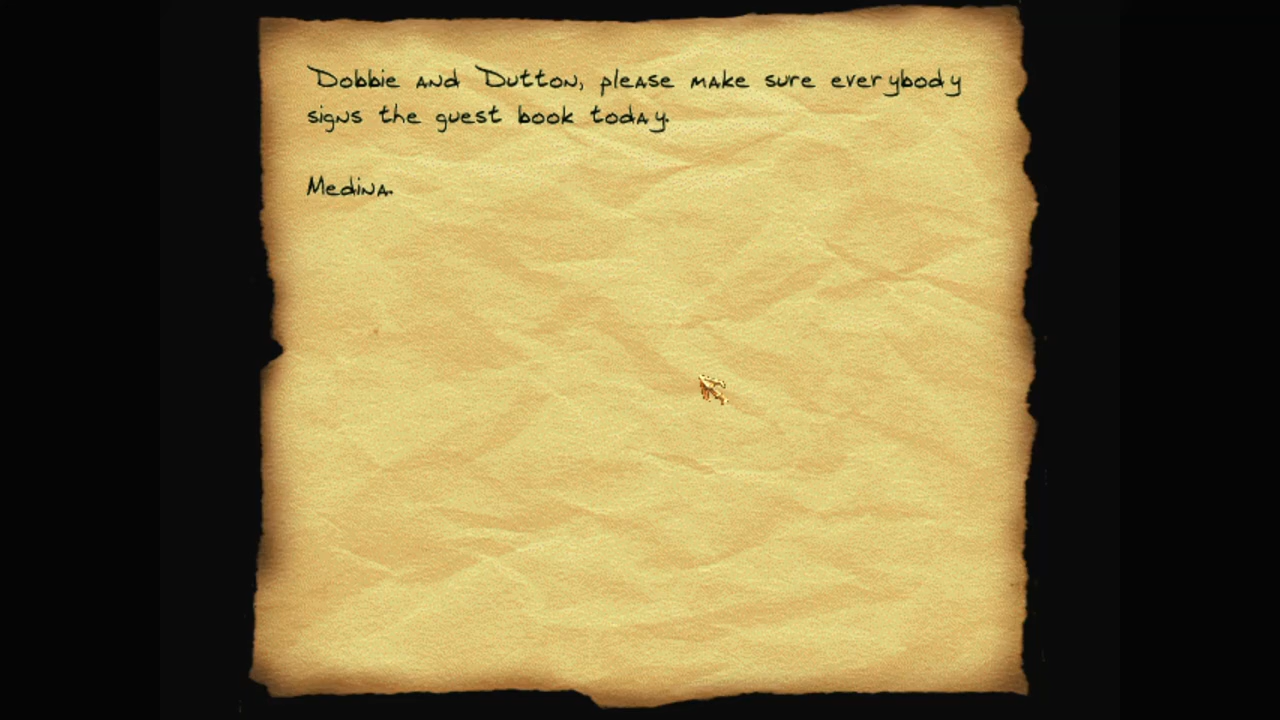 Dobbie and Dutton, please make sure everybody
signs the guest book today.
Medina.